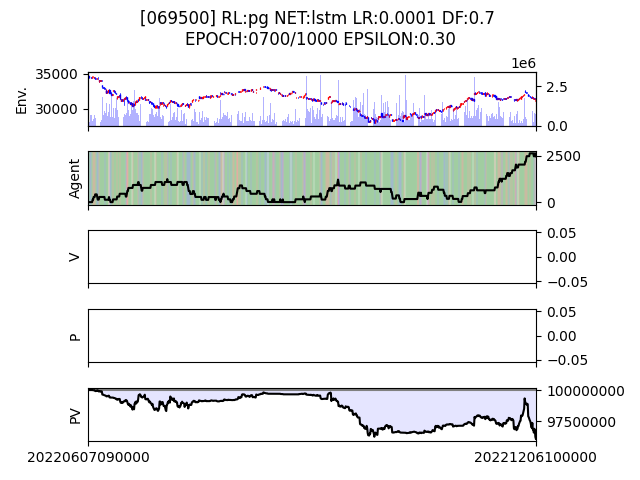 [069500] RL:pg NET:lstm LR:0.0001 DF:0.7
EPOCH:0700/1000 EPSILON:0.30
1e6
35000
30000
Env.
2.5
0.0
Agent
2500
0
V
0.05
0.00
−0.05
P
0.05
0.00
−0.05
PV
100000000
97500000
20220607090000
20221206100000